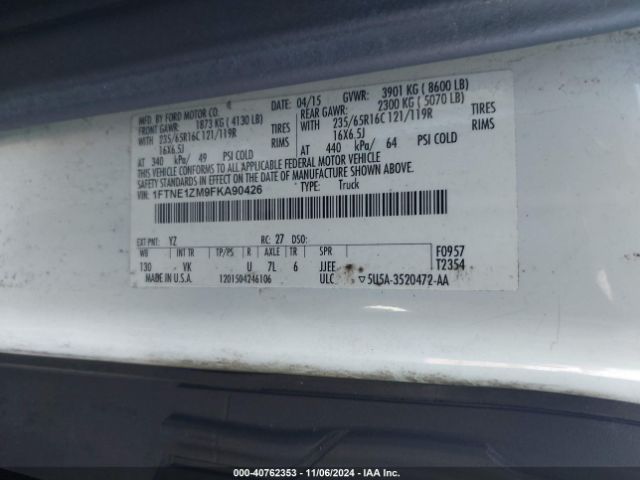 MFD. BY FORD MOTOR CO. DATE: 04/15 GVWR: 3901 KG ( 8600 LB)
FRONT GAWR: 1873 KG ( 4130 LB) REAR GAWR: 2300 KG ( 5070 LB)
WITH 235/65R16C 121/119R TIRES WITH 235/65R16C 121/119R TIRES
16X6.5J RIMS 16X6.5J RIMS
AT 340 kPa/ 49 PSI COLD AT 440 kPa/ 64 PSI COLD
THIS VEHICLE CONFORMS TO ALL APPLICABLE FEDERAL MOTOR VEHICLE
SAFETY STANDARDS IN EFFECT ON THE DATE OF MANUFACTURE SHOWN ABOVE.
VIN: 1FTNE1ZM9FKA90426 TYPE: Truck
EXT PNT: YZ RC: 27 DSO:
WB INT TR TP/PS R AXLE TR SPR F0957
130 VK U 7L 6 JJEE T2354
MADE IN U.S.A. 1201504246106 ULC ▽5U5A-3520472-AA
000-40762353 - 11/06/2024 - IAAI.COM